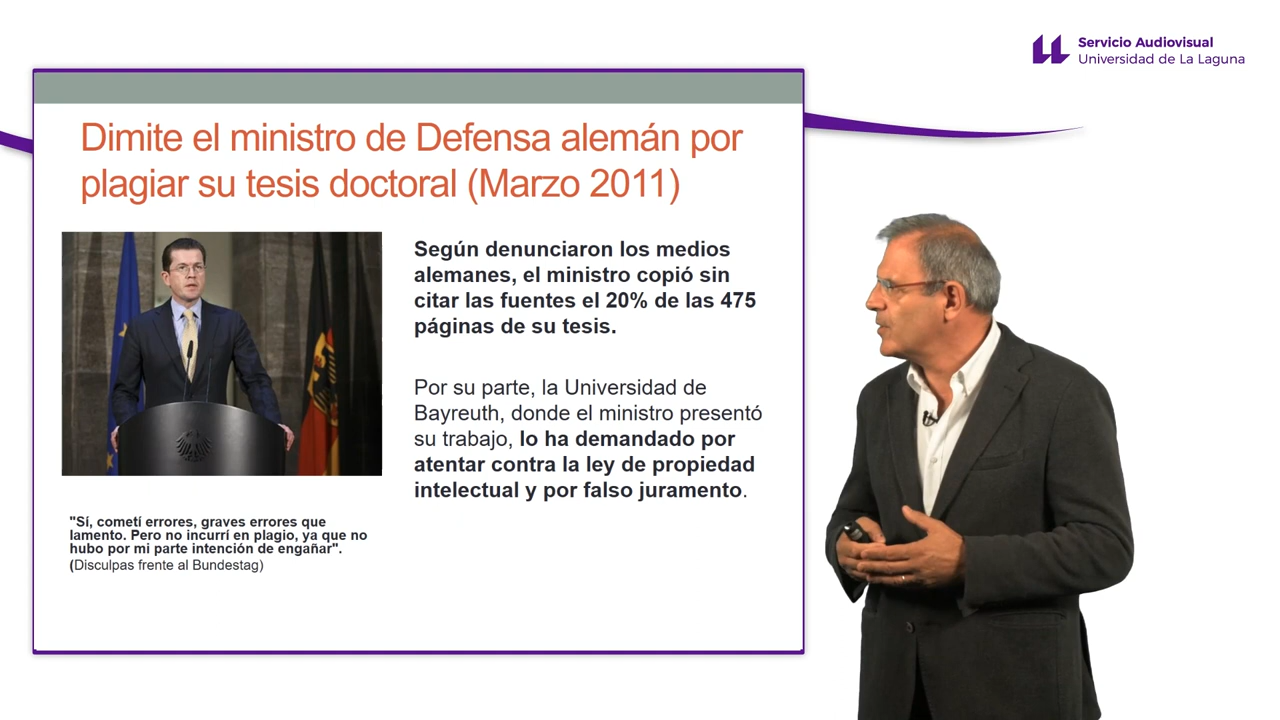 Servicio Audiovisual
Universidad de La Laguna
Dimite el ministro de Defensa alemán por
plagiar su tesis doctoral (Marzo 2011)
Según denunciaron los medios
alemanes, el ministro copió sin
citar las fuentes el 20% de las 475
páginas de su tesis.
Por su parte, la Universidad de
Bayreuth, donde el ministro presentó
su trabajo, lo ha demandado por
atentar contra la ley de propiedad
intelectual y por falso juramento.
"Sí, cometí errores, graves errores que
lamento. Pero no incurrí en plagio, ya que no
hubo por mi parte intención de engañar".
(Disculpas frente al Bundestag)